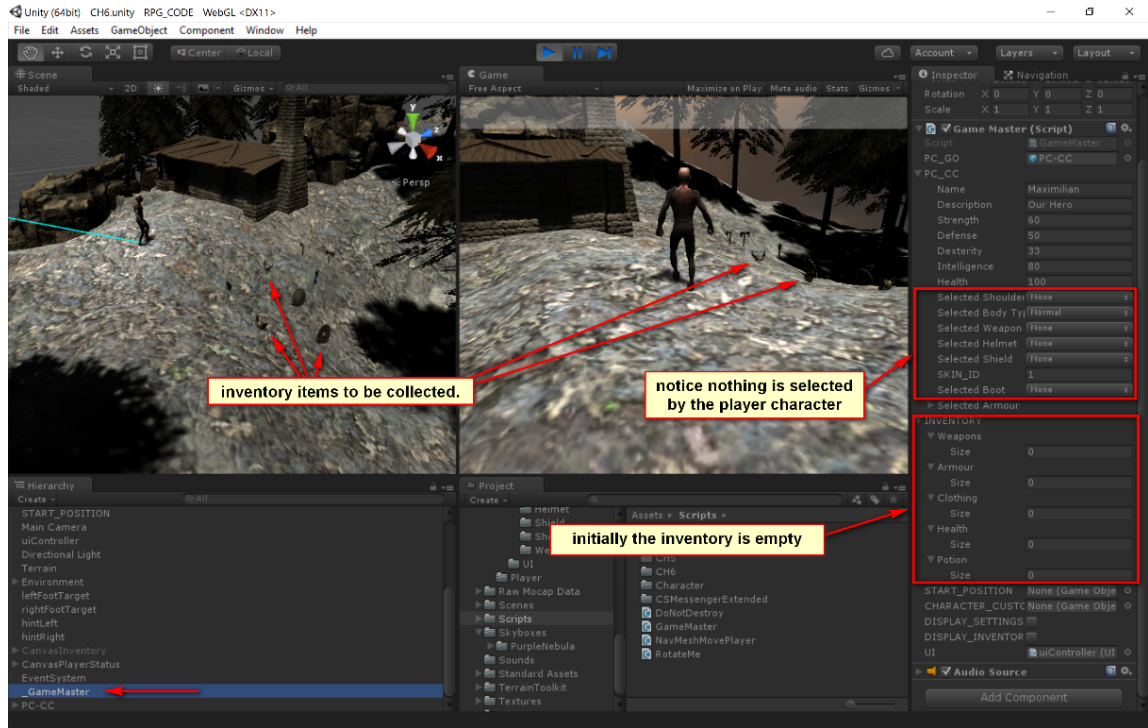 Unity (64bit) CH6.unity RPG_CODE WebGL <DX11>
File Edit Assets GameObject Component Window Help
Center Local
Account Layers Layout
Scene
Shaded 2D Gizmos All
y
z
x
Persp
Game
Free Aspect Maximize on Play Mute audio Stats Gizmos
inventory items to be collected.
notice nothing is selected
by the player character
initially the inventory is empty
Inspector Navigation
Rotation X 0 Y 0 Z 0
Scale X 1 Y 1 Z 1
Game Master (Script)
Script GameMaster
PC_GO PC-CC
PC_CC
Name Maximilian
Description Our Hero
Strength 60
Defense 50
Dexterity 33
Intelligence 80
Health 100
Selected Shoulder None
Selected Body Ty Normal
Selected Weapon None
Selected Helmet None
Selected Shield None
SKIN_ID 1
Selected Boot None
Selected Armour
INVENTORY
Weapons
Size 0
Armour
Size 0
Clothing
Size 0
Health
Size 0
Potion
Size 0
START_POSITION None (Game Obje
CHARACTER_CUSTC None (Game Obje
DISPLAY_SETTINGS
DISPLAY_INVENTOR
UI uiController (UI
Audio Source
Add Component
Hierarchy
Create All
START_POSITION
Main Camera
uiController
Directional Light
Terrain
Environment
leftFootTarget
rightFootTarget
hintLeft
hintRight
CanvasInventory
CanvasPlayerStatus
EventSystem
_GameMaster
PC-CC
Project
Create
Helmet
Shield
Sh
We
UI
Player
Raw Mocap Data
Scenes
Scripts
Skyboxes
PurpleNebula
Sounds
Standard Assets
TerrainToolkit
Textures
Assets Scripts
CH5
CH6
Character
CSMessengerExtended
DoNotDestroy
GameMaster
NavMeshMovePlayer
RotateMe